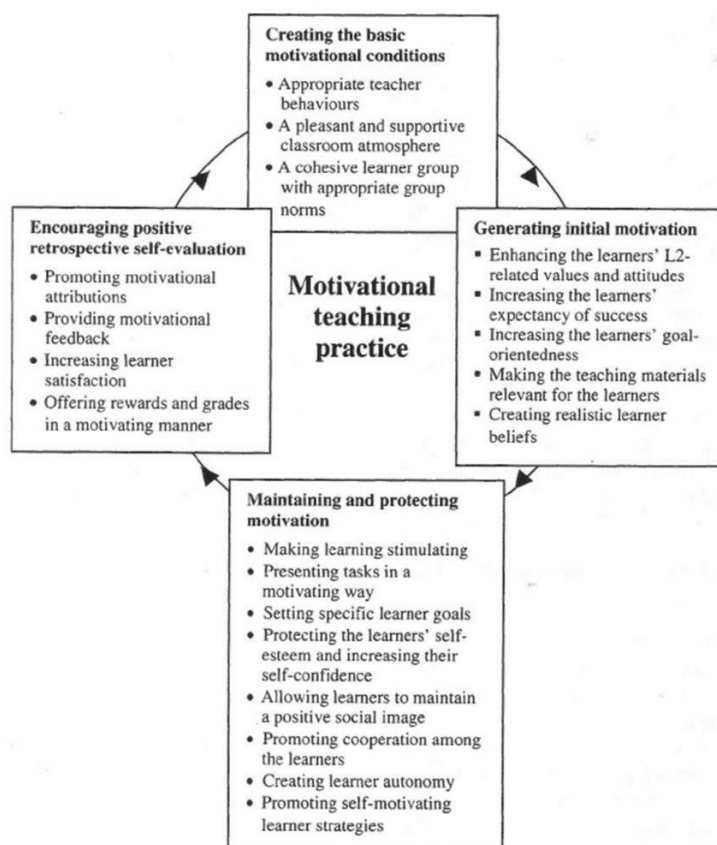 Creating the basic
motivational conditions
• Appropriate teacher
behaviours
• A pleasant and supportive
classroom atmosphere
• A cohesive learner group
with appropriate group
norms
Encouraging positive
retrospective self-evaluation
• Promoting motivational
attributions
• Providing motivational
feedback
• Increasing learner
satisfaction
• Offering rewards and grades
in a motivating manner
Motivational
teaching
practice
Generating initial motivation
▪ Enhancing the learners' L2-
related values and attitudes
▪ Increasing the learners'
expectancy of success
▪ Increasing the learners' goal-
orientedness
▪ Making the teaching materials
relevant for the learners
▪ Creating realistic learner
beliefs
Maintaining and protecting
motivation
• Making learning stimulating
• Presenting tasks in a
motivating way
• Setting specific learner goals
• Protecting the learners' self-
esteem and increasing their
self-confidence
• Allowing learners to maintain
a positive social image
• Promoting cooperation among
the learners
• Creating learner autonomy
• Promoting self-motivating
learner strategies